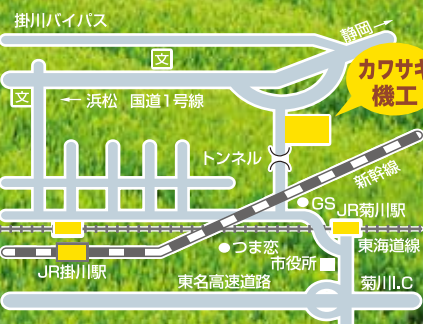 掛川バイパス
静岡→
文
カワサキ
機工
文
←浜松 国道1号線
トンネル
新幹線
GS
JR菊川駅
つま恋
東海道線
市役所
JR掛川駅
東名高速道路
菊川I.C